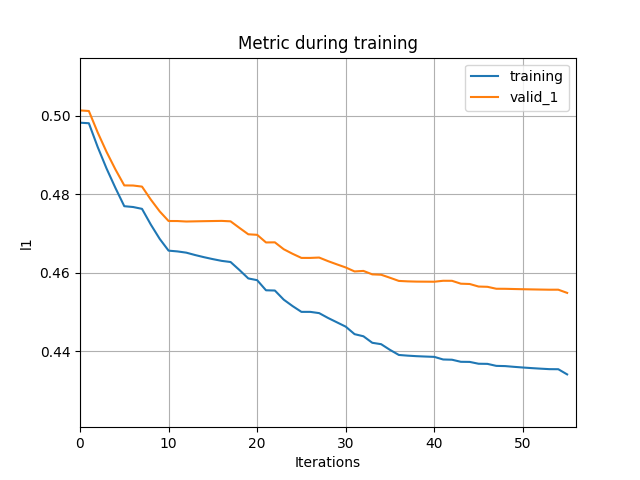 Metric during training
training
valid_1
0.50
0.48
0.46
0.44
l1
0 10 20 30 40 50
Iterations